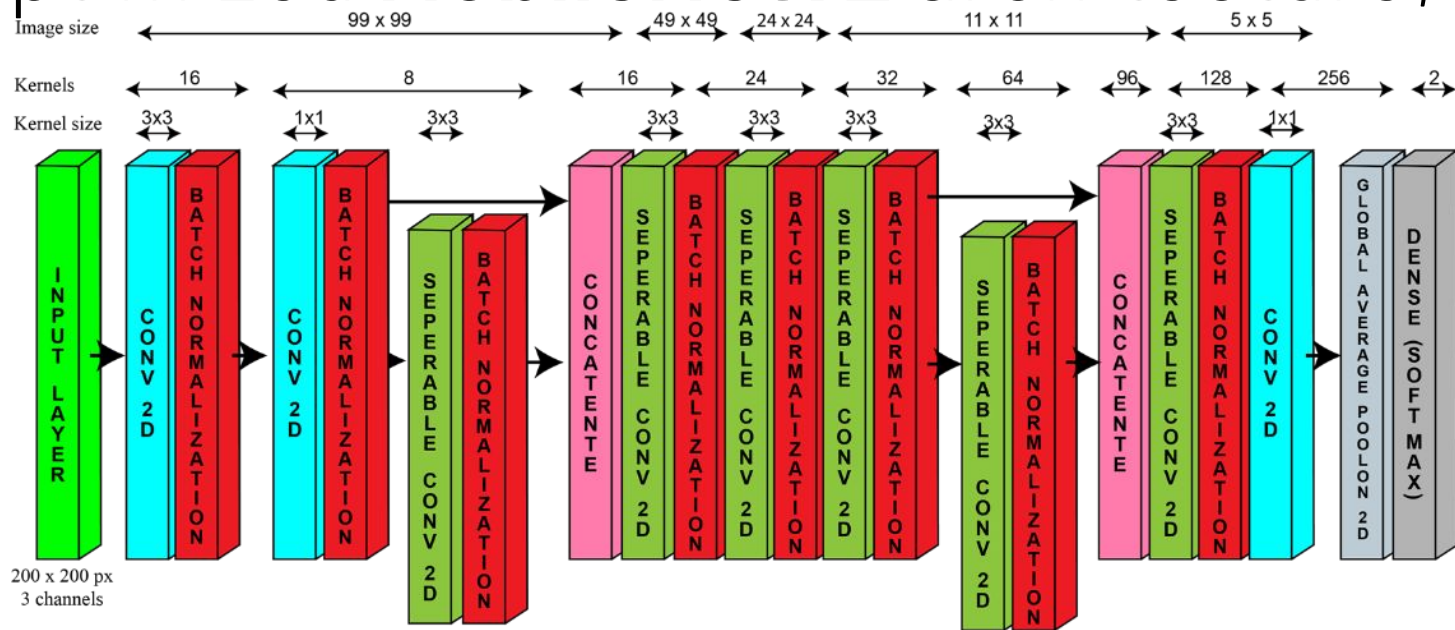 Image size 99 x 99 49 x 49 24 x 24 11 x 11 5 x 5
Kernels 16 8 16 24 32 64 96 128 256 2
Kernel size 3x3 1x1 3x3 3x3 3x3 3x3 3x3 3x3 1x1
INPUT LAYER
CONV 2D
BATCH NORMALIZATION
CONV 2D
BATCH NORMALIZATION
SEPERABLE CONV 2D
BATCH NORMALIZATION
CONCATENTE
SEPERABLE CONV 2D
BATCH NORMALIZATION
SEPERABLE CONV 2D
BATCH NORMALIZATION
SEPERABLE CONV 2D
BATCH NORMALIZATION
SEPERABLE CONV 2D
BATCH NORMALIZATION
CONCATENTE
SEPERABLE CONV 2D
BATCH NORMALIZATION
CONV 2D
GLOBAL AVERAGE POOLON 2D
DENSE (SOFT MAX)
200 x 200 px
3 channels